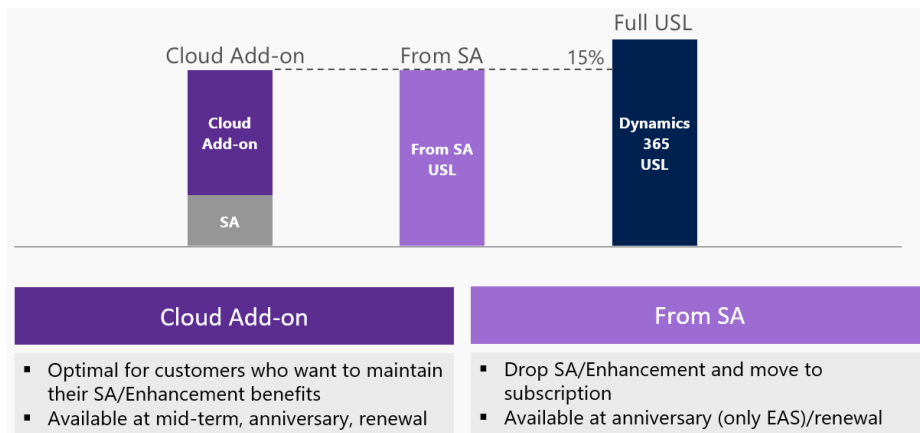 Full USL
Cloud Add-on
From SA
15%
Cloud
Add-on
SA
From SA
USL
Dynamics
365
USL
Cloud Add-on
▪ Optimal for customers who want to maintain
their SA/Enhancement benefits
▪ Available at mid-term, anniversary, renewal
From SA
▪ Drop SA/Enhancement and move to
subscription
▪ Available at anniversary (only EAS)/renewal